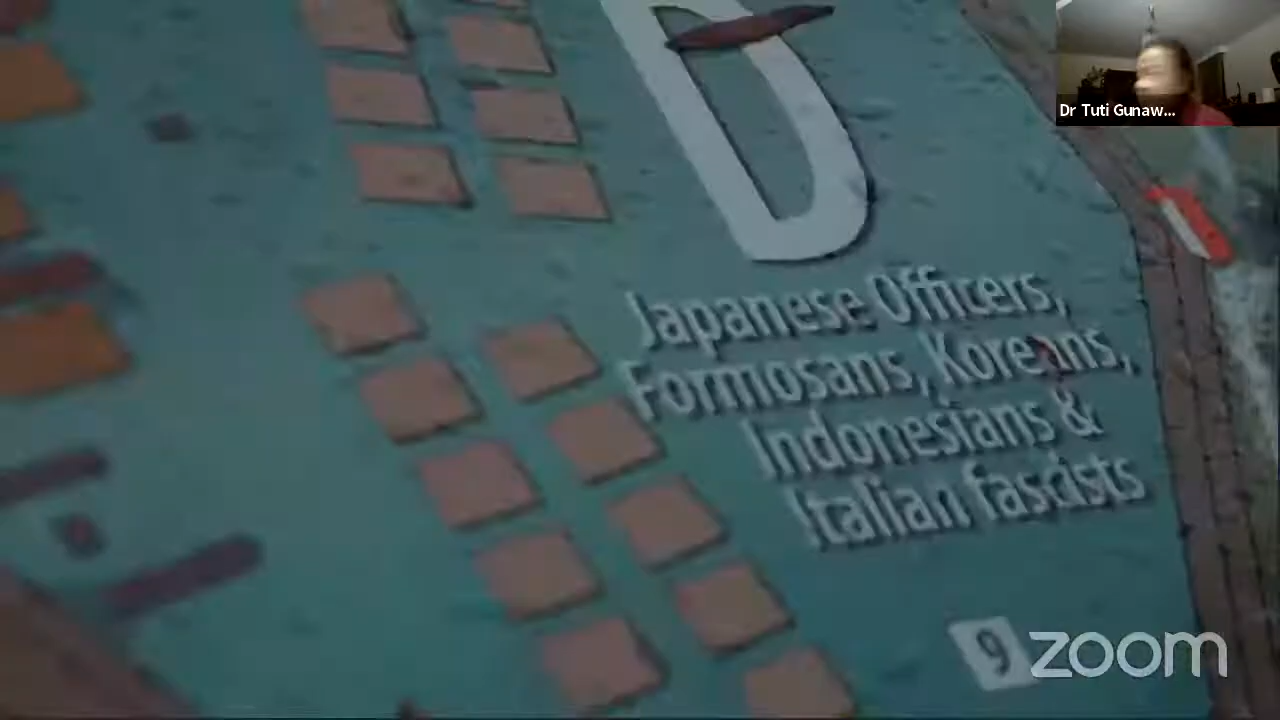 Dr Tuti Gunaw...
D
Japanese Officers,
Formosans, Koreans,
Indonesians &
Italian fascists
9
zoom